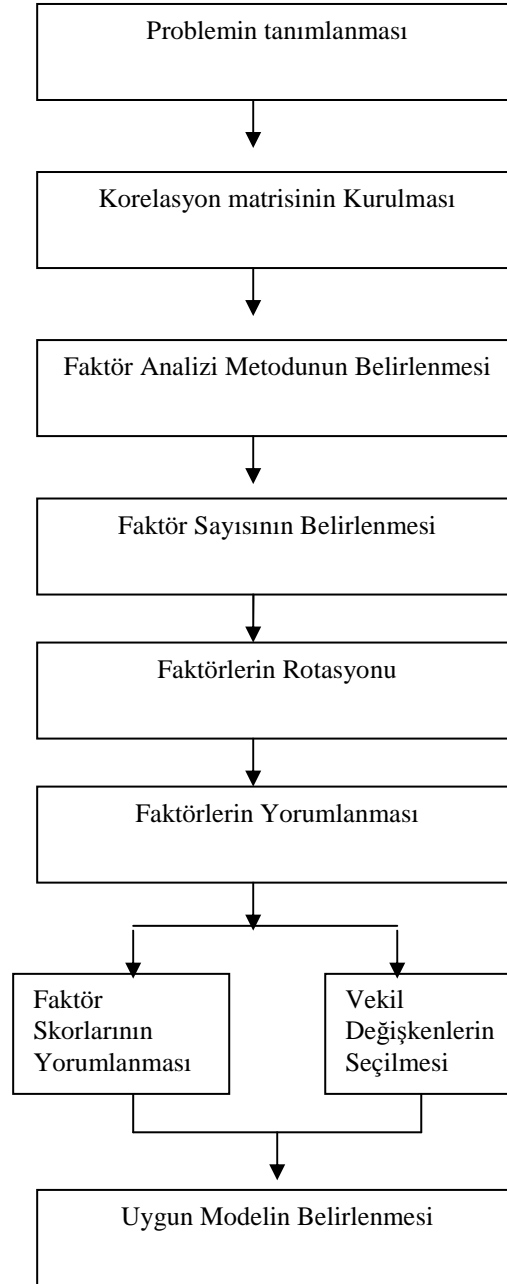 Problemin tanımlanması
Korelasyon matrisinin Kurulması
Faktör Analizi Metodunun Belirlenmesi
Faktör Sayısının Belirlenmesi
Faktörlerin Rotasyonu
Faktörlerin Yorumlanması
Faktör
Skorlarının
Yorumlanması
Vekil
Değişkenlerin
Seçilmesi
Uygun Modelin Belirlenmesi